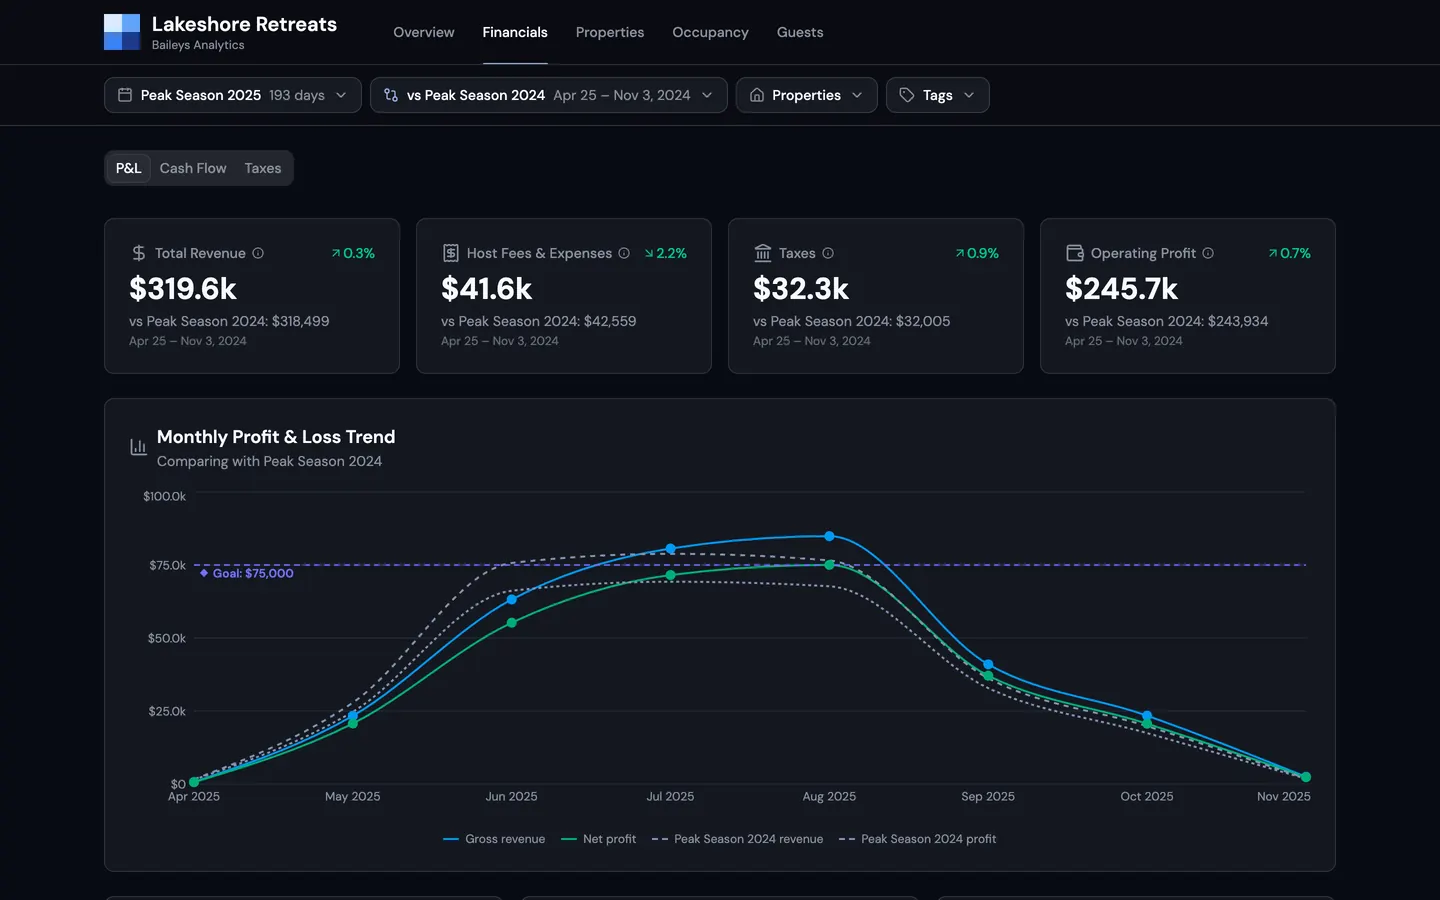 Lakeshore Retreats
Baileys Analytics
Overview
Financials
Properties
Occupancy
Guests
Peak Season 2025 193 days
vs Peak Season 2024 Apr 25 – Nov 3, 2024
Properties
Tags
P&L
Cash Flow
Taxes
Total Revenue 0.3%
$319.6k
vs Peak Season 2024: $318,499
Apr 25 – Nov 3, 2024
Host Fees & Expenses 2.2%
$41.6k
vs Peak Season 2024: $42,559
Apr 25 – Nov 3, 2024
Taxes 0.9%
$32.3k
vs Peak Season 2024: $32,005
Apr 25 – Nov 3, 2024
Operating Profit 0.7%
$245.7k
vs Peak Season 2024: $243,934
Apr 25 – Nov 3, 2024
Monthly Profit & Loss Trend
Comparing with Peak Season 2024
$100.0k
$75.0k
Goal: $75,000
$50.0k
$25.0k
$0
Apr 2025
May 2025
Jun 2025
Jul 2025
Aug 2025
Sep 2025
Oct 2025
Nov 2025
Gross revenue
Net profit
Peak Season 2024 revenue
Peak Season 2024 profit